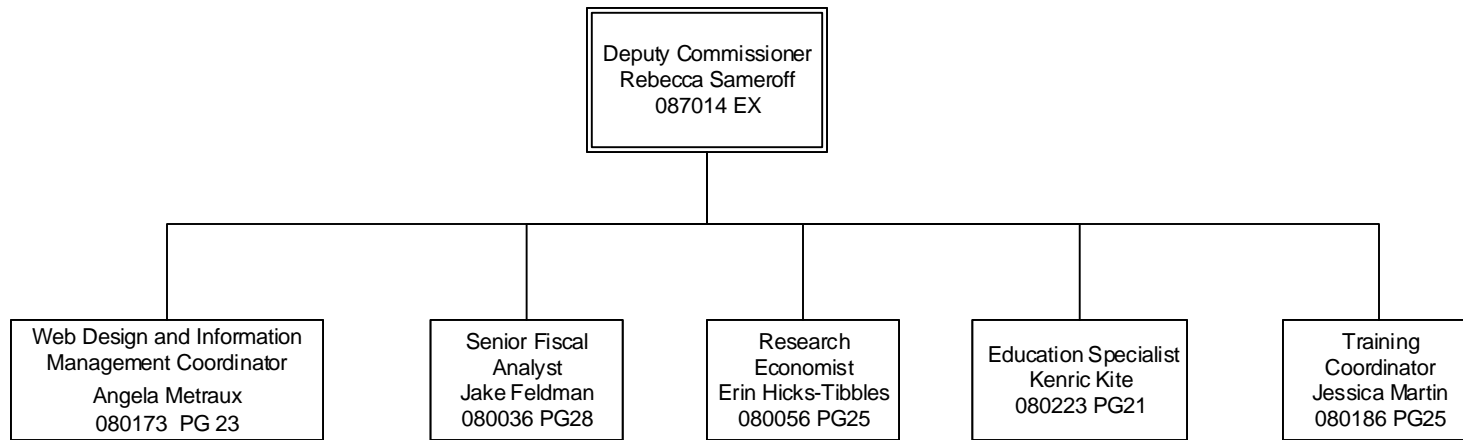 Deputy Commissioner
Rebecca Sameroff
087014 EX
Web Design and Information
Management Coordinator
Angela Metraux
080173 PG 23
Senior Fiscal
Analyst
Jake Feldman
080036 PG28
Research
Economist
Erin Hicks-Tibbles
080056 PG25
Education Specialist
Kenric Kite
080223 PG21
Training
Coordinator
Jessica Martin
080186 PG25